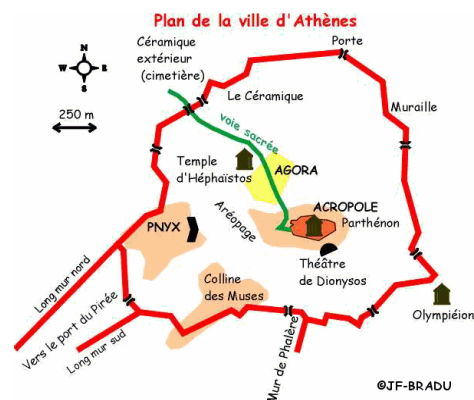 Plan de la ville d'Athènes
Céramique
extérieur
(cimetière)
Porte
N
W
E
S
250 m
Le Céramique
Muraille
voie sacrée
Temple
d'Héphaïstos
AGORA
ACROPOLE
Parthénon
Aréopage
PNYX
Théâtre
de Dionysos
Colline
des Muses
Olympiéion
Long mur nord
Vers le port du Pirée
Long mur sud
Mur de Phalère
©JF-BRADU